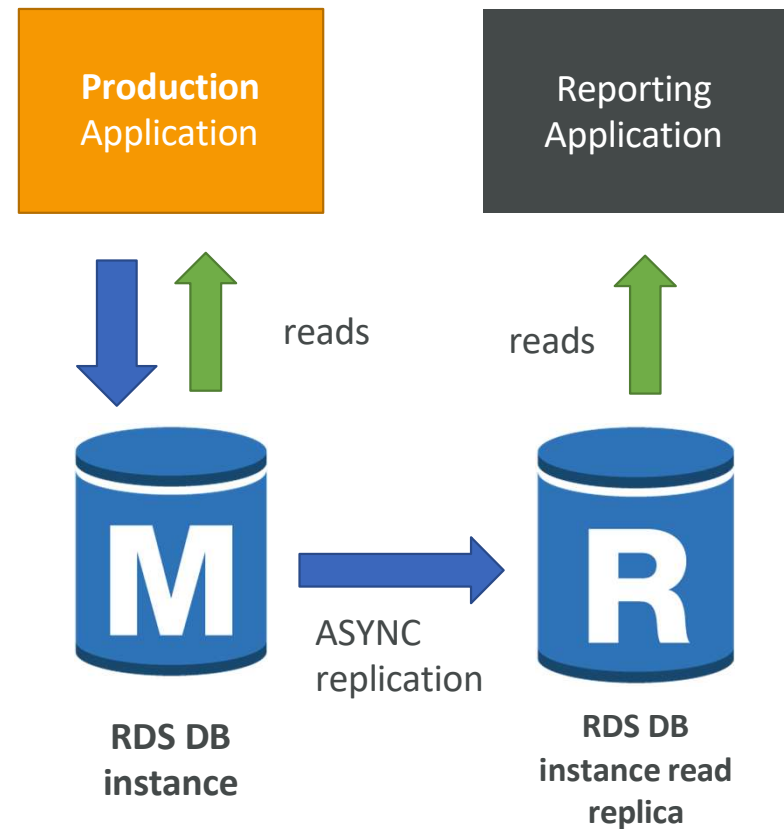 Production
Application
Reporting
Application
reads
reads
M
R
ASYNC
replication
RDS DB
instance
RDS DB
instance read
replica